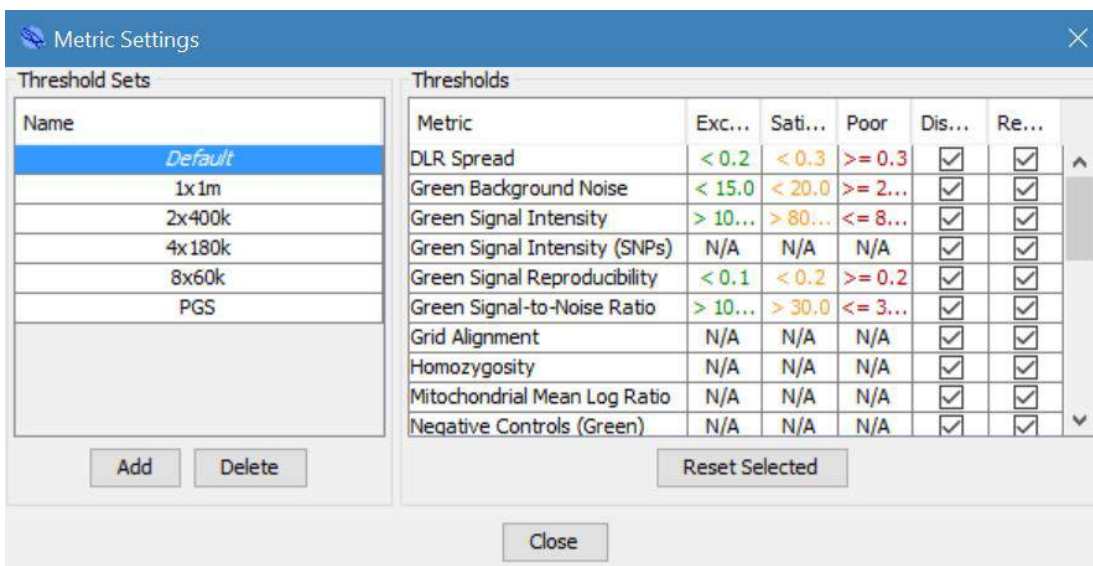 Metric Settings
Threshold Sets
Name
Default
1x1m
2x400k
4x180k
8x60k
PGS
Add Delete
Thresholds
Metric Exc... Sati... Poor Dis... Re...
DLR Spread < 0.2 < 0.3 >= 0.3
Green Background Noise < 15.0 < 20.0 >= 2...
Green Signal Intensity > 10... > 80... <= 8...
Green Signal Intensity (SNPs) N/A N/A N/A
Green Signal Reproducibility < 0.1 < 0.2 >= 0.2
Green Signal-to-Noise Ratio > 10... > 30.0 <= 3...
Grid Alignment N/A N/A N/A
Homozygosity N/A N/A N/A
Mitochondrial Mean Log Ratio N/A N/A N/A
Negative Controls (Green) N/A N/A N/A
Reset Selected
Close